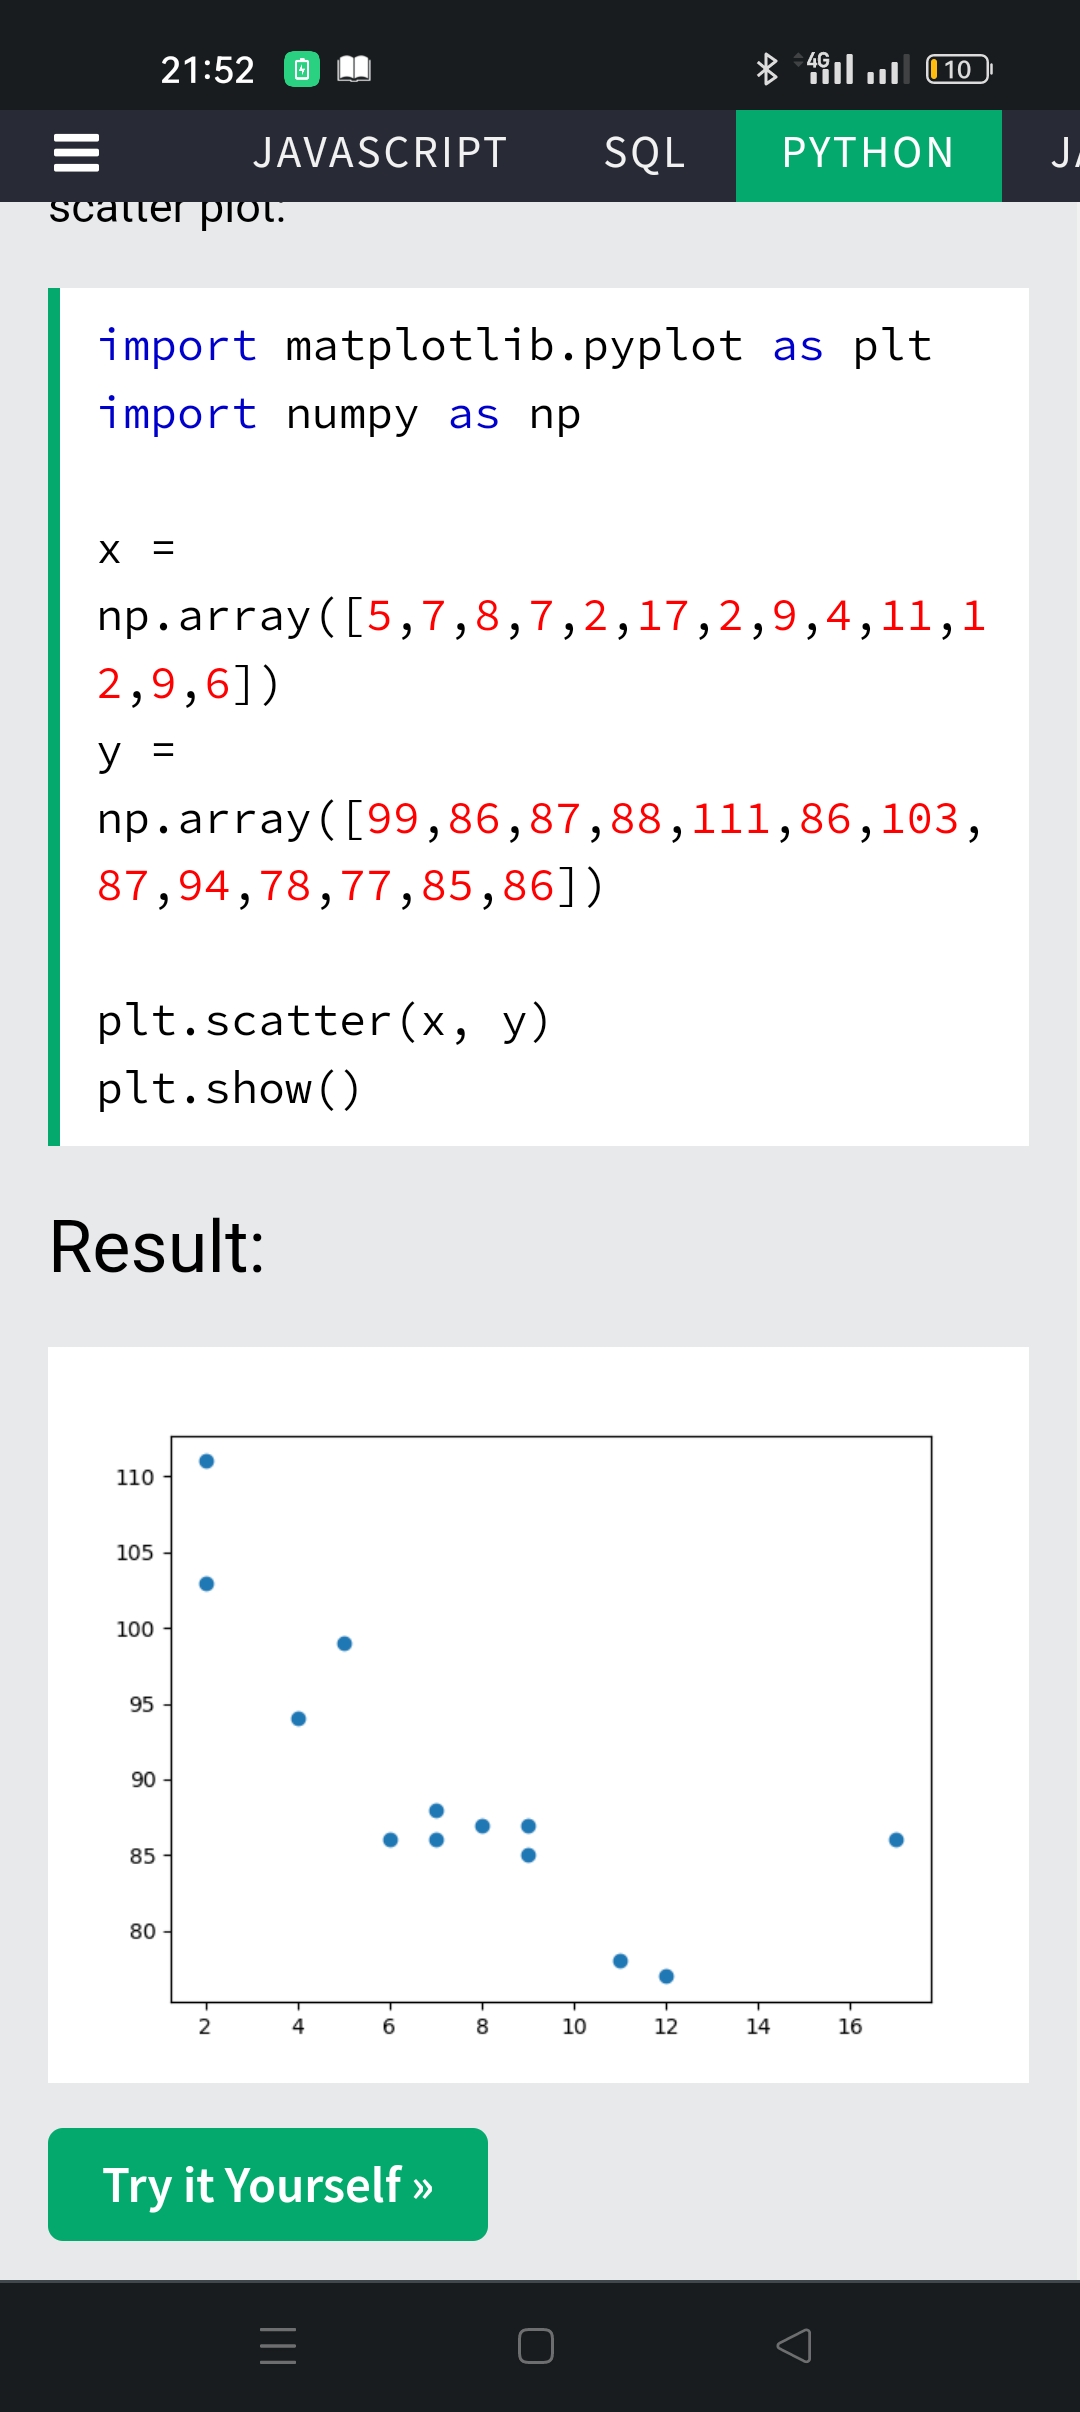 21:52
4G
10
JAVASCRIPT SQL PYTHON JA
scatter plot:
import matplotlib.pyplot as plt
import numpy as np
x =
np.array([5,7,8,7,2,17,2,9,4,11,1
2,9,6])
y =
np.array([99,86,87,88,111,86,103,
87,94,78,77,85,86])
plt.scatter(x, y)
plt.show()
Result:
110
105
100
95
90
85
80
2 4 6 8 10 12 14 16
Try it Yourself »